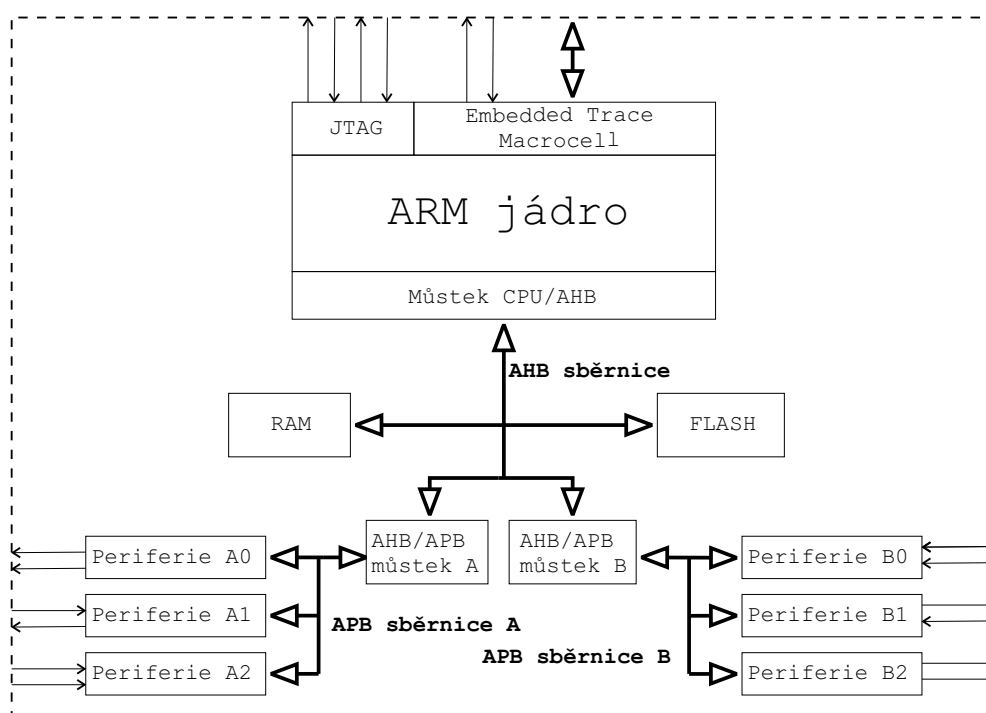 JTAG
Embedded Trace
Macrocell
ARM jádro
Můstek CPU/AHB
AHB sběrnice
RAM
FLASH
AHB/APB
můstek A
AHB/APB
můstek B
Periferie A0
Periferie B0
Periferie A1
Periferie B1
APB sběrnice A
APB sběrnice B
Periferie A2
Periferie B2